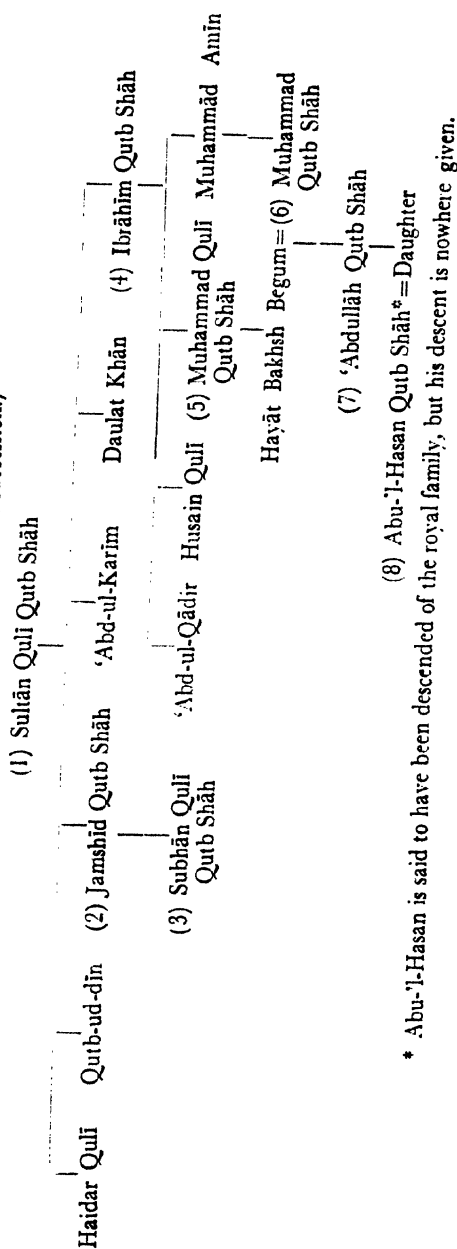 (1) Sultān Qulī Qutb Shāh
Haidar Qulī Qutb-ud-dīn (2) Jamshīd Qutb Shāh ‘Abd-ul-Karīm Daulat Khān (4) Ibrāhīm Qutb Shāh
(3) Subhān Qulī ‘Abd-ul-Qādir Husain Qulī (5) Muhammad Qulī Muhammād Amīn
Qutb Shāh Qutb Shāh
Hayāt Bakhsh Begum=(6) Muhammad
Qutb Shāh
(7) ‘Abdullāh Qutb Shāh
(8) Abu-’l-Hasan Qutb Shāh*=Daughter
* Abu-’l-Hasan is said to have been descended of the royal family, but his descent is nowhere given.